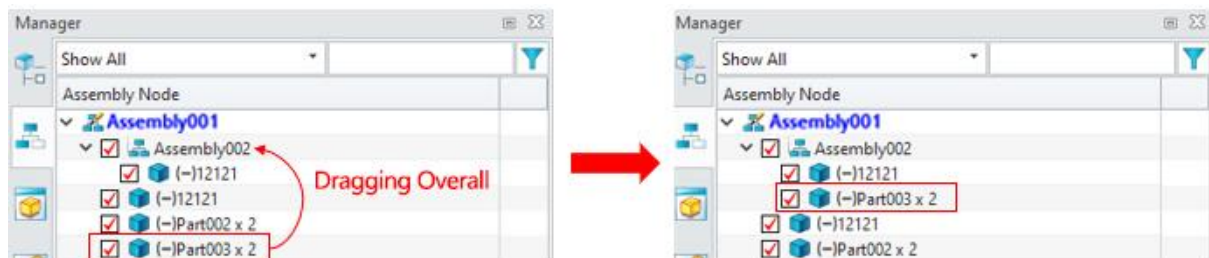 Manager
Show All
Assembly Node
Assembly001
Assembly002
(-)12121
(-)12121
(-)Part002 x 2
(-)Part003 x 2
Dragging Overall
Manager
Show All
Assembly Node
Assembly001
Assembly002
(-)12121
(-)Part003 x 2
(-)12121
(-)Part002 x 2